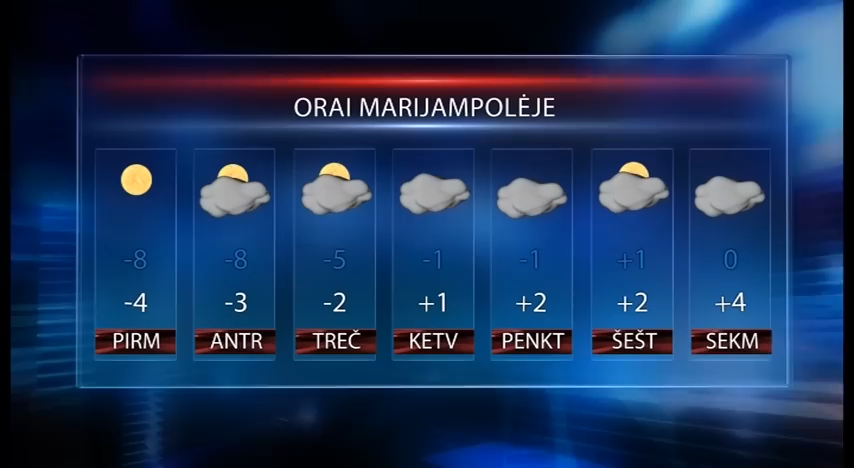 ORAI MARIJAMPOLĖJE
-8 -8 -5 -1 -1 +1 0
-4 -3 -2 +1 +2 +2 +4
PIRM ANTR TREČ KETV PENKT ŠEŠT SEKM